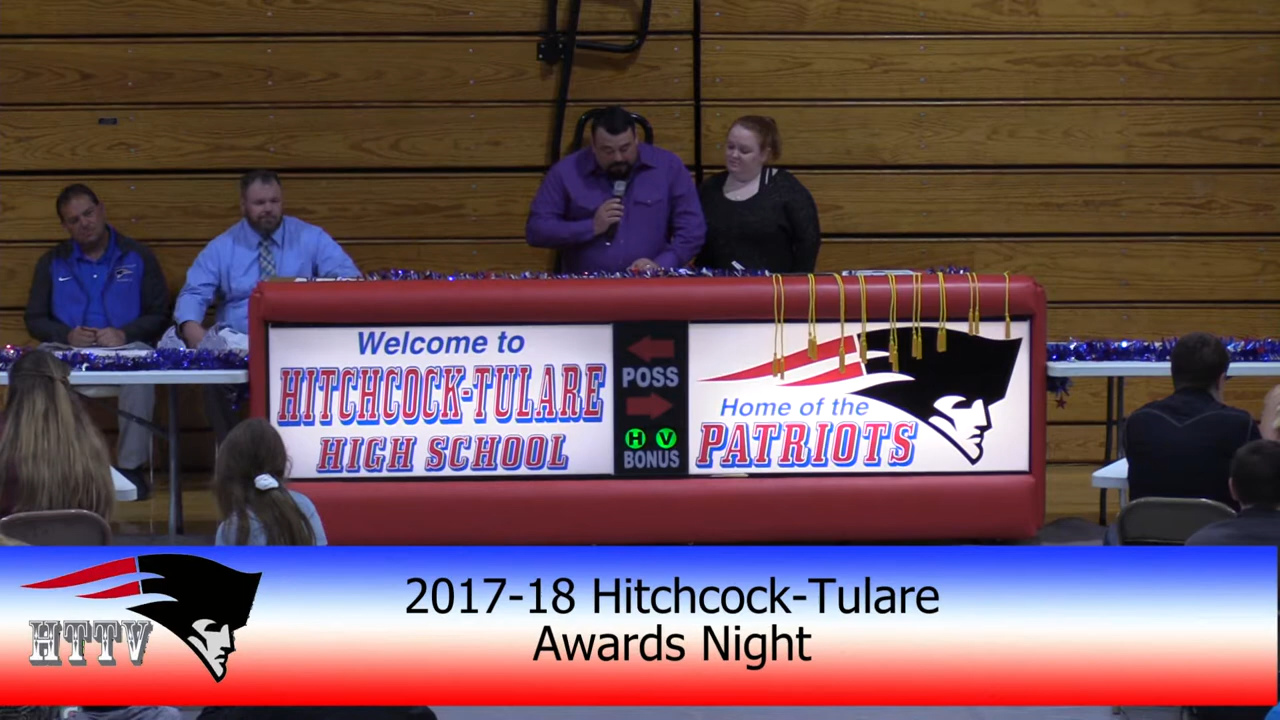 Welcome to
HITCHCOCK-TULARE
HIGH SCHOOL
POSS
H V
BONUS
Home of the
PATRIOTS
HTTV
2017-18 Hitchcock-Tulare
Awards Night